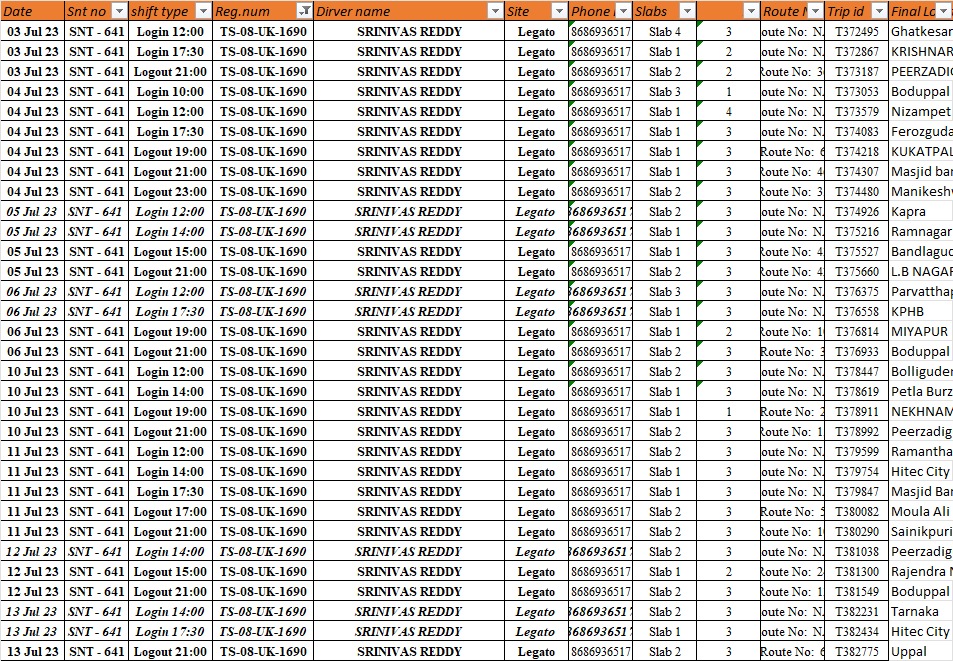 Date Snt no shift type Reg.num Dirver name Site Phone Slabs Route N Trip id Final Lo
03 Jul 23 SNT - 641 Login 12:00 TS-08-UK-1690 SRINIVAS REDDY Legato 8686936517 Slab 4 3 oute No: N. T372495 Ghatkesar
03 Jul 23 SNT - 641 Login 17:30 TS-08-UK-1690 SRINIVAS REDDY Legato 8686936517 Slab 1 2 oute No: N. T372867 KRISHNAR
03 Jul 23 SNT - 641 Logout 21:00 TS-08-UK-1690 SRINIVAS REDDY Legato 8686936517 Slab 2 2 Route No: 3 T373187 PEERZADIG
04 Jul 23 SNT - 641 Login 10:00 TS-08-UK-1690 SRINIVAS REDDY Legato 8686936517 Slab 3 1 oute No: N. T373053 Boduppal
04 Jul 23 SNT - 641 Login 12:00 TS-08-UK-1690 SRINIVAS REDDY Legato 8686936517 Slab 1 4 oute No: N. T373579 Nizampet
04 Jul 23 SNT - 641 Login 17:30 TS-08-UK-1690 SRINIVAS REDDY Legato 8686936517 Slab 1 3 oute No: N. T374083 Ferozguda
04 Jul 23 SNT - 641 Logout 19:00 TS-08-UK-1690 SRINIVAS REDDY Legato 8686936517 Slab 1 3 Route No: 6 T374218 KUKATPAL
04 Jul 23 SNT - 641 Logout 21:00 TS-08-UK-1690 SRINIVAS REDDY Legato 8686936517 Slab 1 3 Route No: 4 T374307 Masjid ban
04 Jul 23 SNT - 641 Logout 23:00 TS-08-UK-1690 SRINIVAS REDDY Legato 8686936517 Slab 2 3 Route No: 3 T374480 Manikeshw
05 Jul 23 SNT - 641 Login 12:00 TS-08-UK-1690 SRINIVAS REDDY Legato 8686936517 Slab 2 3 oute No: N. T374926 Kapra
05 Jul 23 SNT - 641 Login 14:00 TS-08-UK-1690 SRINIVAS REDDY Legato 8686936517 Slab 1 3 oute No: N. T375216 Ramnagar
05 Jul 23 SNT - 641 Logout 15:00 TS-08-UK-1690 SRINIVAS REDDY Legato 8686936517 Slab 1 3 Route No: 4 T375527 Bandlagud
05 Jul 23 SNT - 641 Logout 21:00 TS-08-UK-1690 SRINIVAS REDDY Legato 8686936517 Slab 2 3 Route No: 4 T375660 L.B NAGAR
06 Jul 23 SNT - 641 Login 12:00 TS-08-UK-1690 SRINIVAS REDDY Legato 8686936517 Slab 3 3 oute No: N. T376375 Parvatthap
06 Jul 23 SNT - 641 Login 17:30 TS-08-UK-1690 SRINIVAS REDDY Legato 8686936517 Slab 1 3 oute No: N. T376558 KPHB
06 Jul 23 SNT - 641 Logout 19:00 TS-08-UK-1690 SRINIVAS REDDY Legato 8686936517 Slab 1 2 Route No: 1 T376814 MIYAPUR
06 Jul 23 SNT - 641 Logout 21:00 TS-08-UK-1690 SRINIVAS REDDY Legato 8686936517 Slab 2 3 Route No: 3 T376933 Boduppal
10 Jul 23 SNT - 641 Login 12:00 TS-08-UK-1690 SRINIVAS REDDY Legato 8686936517 Slab 2 3 oute No: N. T378447 Bolliguder
10 Jul 23 SNT - 641 Login 14:00 TS-08-UK-1690 SRINIVAS REDDY Legato 8686936517 Slab 1 3 oute No: N. T378619 Petla Burz
10 Jul 23 SNT - 641 Logout 19:00 TS-08-UK-1690 SRINIVAS REDDY Legato 8686936517 Slab 1 1 Route No: 2 T378911 NEKHNAM
10 Jul 23 SNT - 641 Logout 21:00 TS-08-UK-1690 SRINIVAS REDDY Legato 8686936517 Slab 2 3 Route No: 1 T378992 Peerzadig
11 Jul 23 SNT - 641 Login 12:00 TS-08-UK-1690 SRINIVAS REDDY Legato 8686936517 Slab 2 3 oute No: N. T379599 Ramantha
11 Jul 23 SNT - 641 Login 14:00 TS-08-UK-1690 SRINIVAS REDDY Legato 8686936517 Slab 1 3 oute No: N. T379754 Hitec City
11 Jul 23 SNT - 641 Login 17:30 TS-08-UK-1690 SRINIVAS REDDY Legato 8686936517 Slab 1 3 oute No: N. T379847 Masjid Ban
11 Jul 23 SNT - 641 Logout 17:00 TS-08-UK-1690 SRINIVAS REDDY Legato 8686936517 Slab 2 3 Route No: 5 T380082 Moula Ali
11 Jul 23 SNT - 641 Logout 21:00 TS-08-UK-1690 SRINIVAS REDDY Legato 8686936517 Slab 2 3 Route No: 1 T380290 Sainikpuri
12 Jul 23 SNT - 641 Login 14:00 TS-08-UK-1690 SRINIVAS REDDY Legato 8686936517 Slab 2 3 oute No: N. T381038 Peerzadig
12 Jul 23 SNT - 641 Logout 15:00 TS-08-UK-1690 SRINIVAS REDDY Legato 8686936517 Slab 1 2 Route No: 2 T381300 Rajendra N
12 Jul 23 SNT - 641 Logout 21:00 TS-08-UK-1690 SRINIVAS REDDY Legato 8686936517 Slab 2 3 Route No: 1 T381549 Boduppal
13 Jul 23 SNT - 641 Login 14:00 TS-08-UK-1690 SRINIVAS REDDY Legato 8686936517 Slab 2 3 oute No: N. T382231 Tarnaka
13 Jul 23 SNT - 641 Login 17:30 TS-08-UK-1690 SRINIVAS REDDY Legato 8686936517 Slab 1 3 oute No: N. T382434 Hitec City
13 Jul 23 SNT - 641 Logout 21:00 TS-08-UK-1690 SRINIVAS REDDY Legato 8686936517 Slab 2 3 Route No: 6 T382775 Uppal